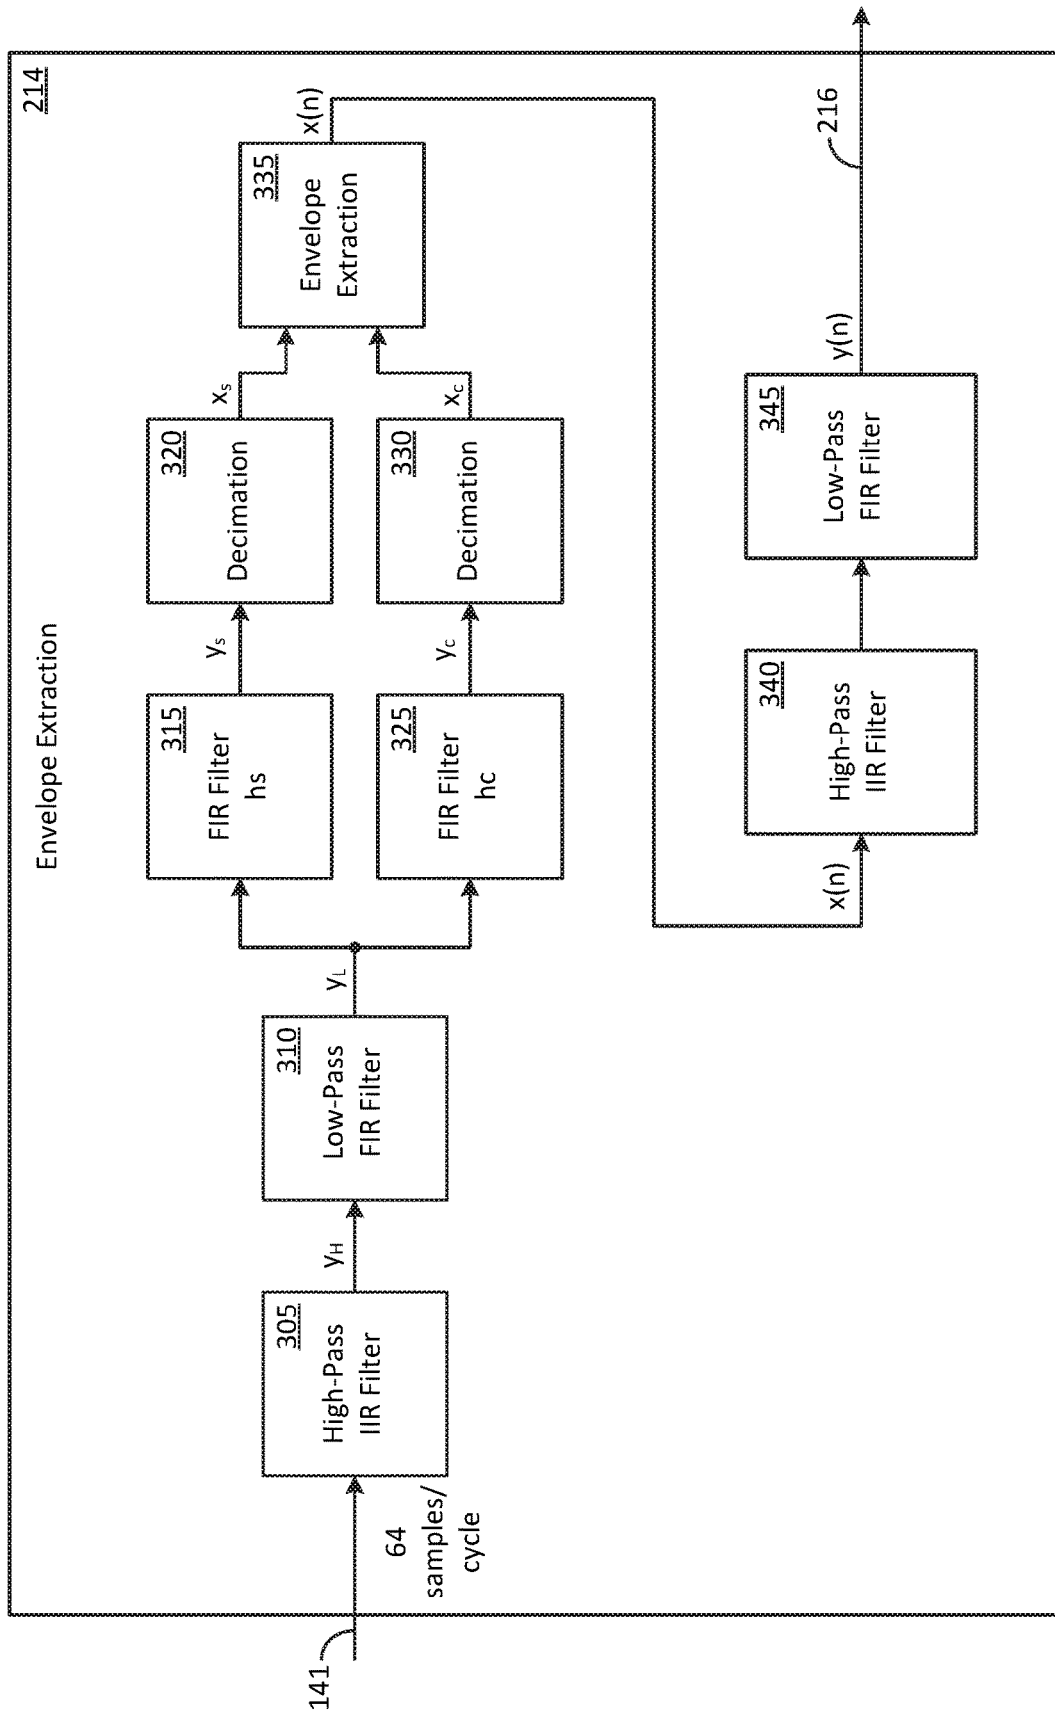 Envelope Extraction
214
141
64
samples/
cycle
305
High-Pass
IIR Filter
yH
310
Low-Pass
FIR Filter
yL
315
FIR Filter
hs
ys
320
Decimation
xs
325
FIR Filter
hc
yc
330
Decimation
xc
335
Envelope
Extraction
x(n)
x(n)
340
High-Pass
IIR Filter
345
Low-Pass
FIR Filter
y(n)
216